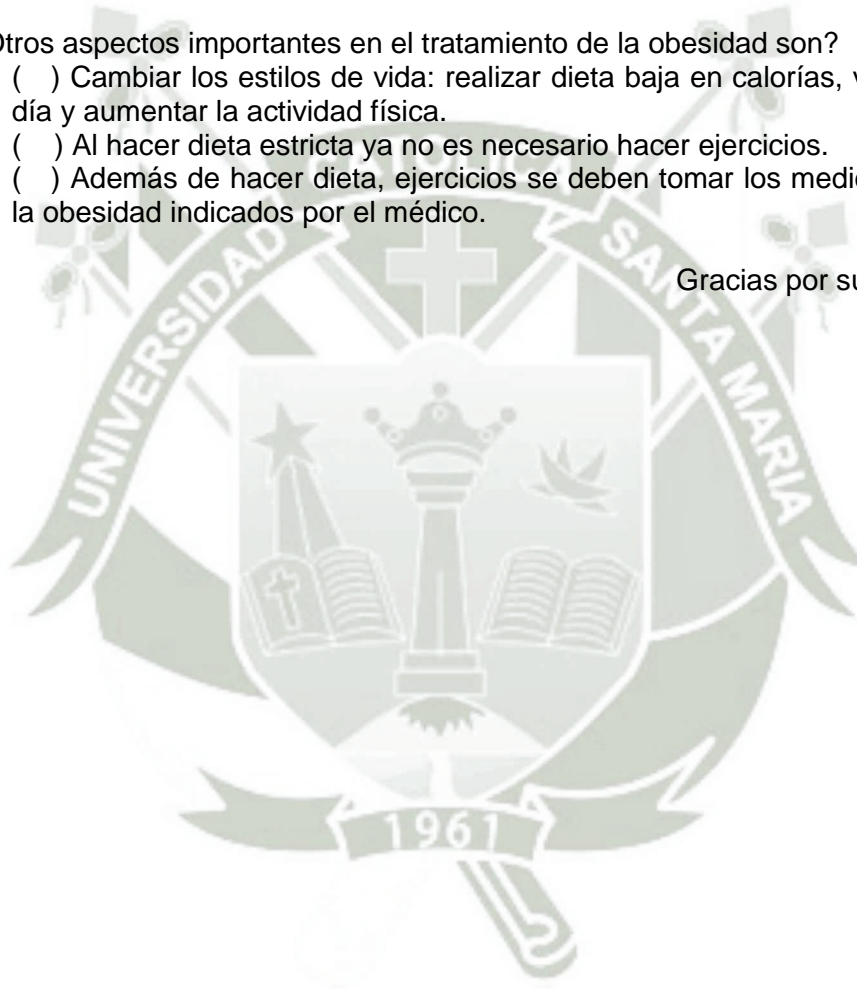 Otros aspectos importantes en el tratamiento de la obesidad son?
( ) Cambiar los estilos de vida: realizar dieta baja en calorías,
día y aumentar la actividad física.
( ) Al hacer dieta estricta ya no es necesario hacer ejercicios.
( ) Además de hacer dieta, ejercicios se deben tomar los
la obesidad indicados por el médico.
Gracias por
UNIVERSIDAD CATOLICA SANTA MARIA
1961